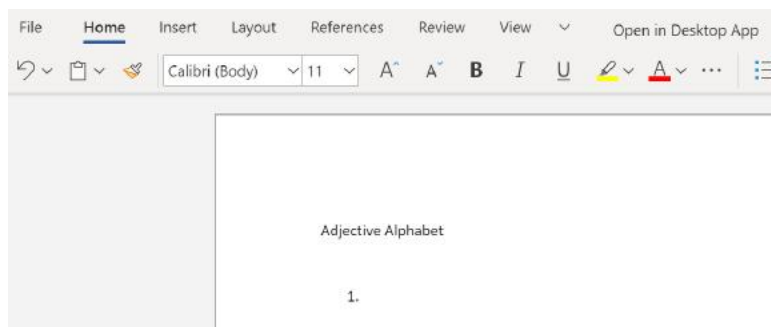 File Home Insert Layout References Review View Open in Desktop App
Calibri (Body) 11 A A B I U A ...
Adjective Alphabet
1.